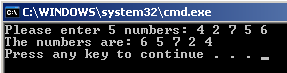 C:\WINDOWS\system32\cmd.exe
Please enter 5 numbers: 4 2 7 5 6
The numbers are: 6 5 7 2 4
Press any key to continue . . .